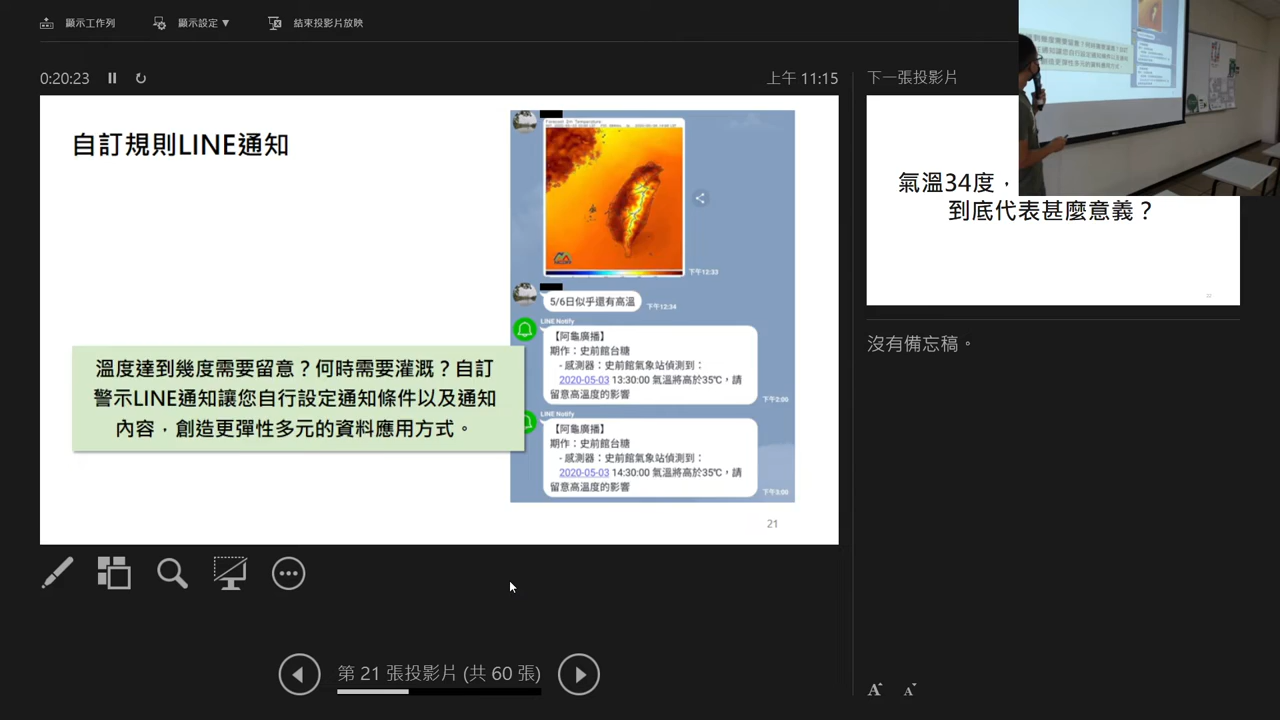 顯示工作列
顯示設定 ▼
結束投影片放映
0:20:23
上午 11:15
下一張投影片
自訂規則LINE通知
Forecast 2m Temperature
下午12:33
5/6日似乎還有高溫
下午12:34
LINE Notify
【阿龜廣播】
期作：史前館台糖
- 感測器：史前館氣象站偵測到：
2020-05-03 13:30:00 氣溫將高於35℃，請
留意高溫度的影響
下午2:00
LINE Notify
【阿龜廣播】
期作：史前館台糖
- 感測器：史前館氣象站偵測到：
2020-05-03 14:30:00 氣溫將高於35℃，請
留意高溫度的影響
下午3:00
溫度達到幾度需要留意？何時需要灌溉？自訂
警示LINE通知讓您自行設定通知條件以及通知
內容，創造更彈性多元的資料應用方式。
21
氣溫34度，
到底代表甚麼意義？
22
沒有備忘稿。
第 21 張投影片 (共 60 張)
A A